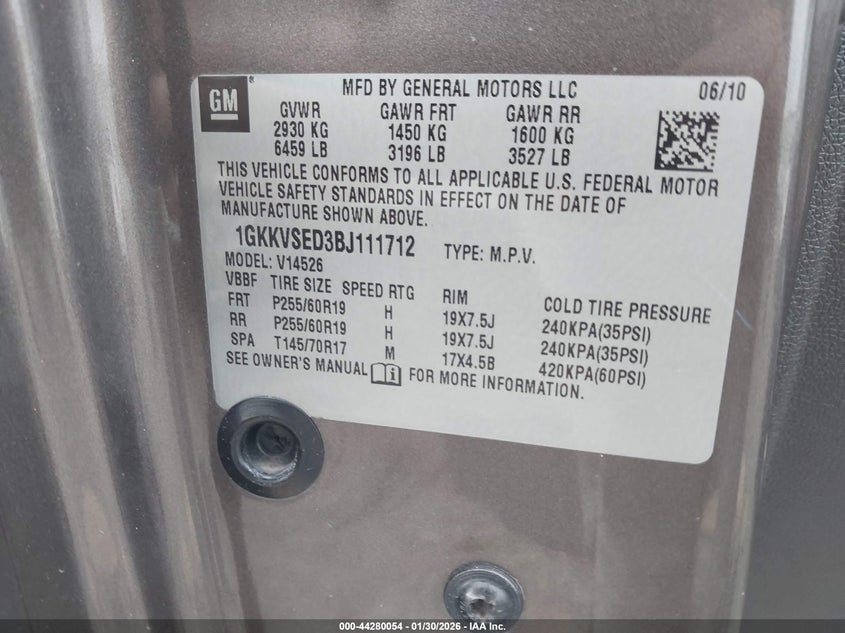 GM ® MFD BY GENERAL MOTORS LLC 06/10
GVWR GAWR FRT GAWR RR
2930 KG 1450 KG 1600 KG
6459 LB 3196 LB 3527 LB
THIS VEHICLE CONFORMS TO ALL APPLICABLE U.S. FEDERAL MOTOR
VEHICLE SAFETY STANDARDS IN EFFECT ON THE DATE OF
MANUFACTURE SHOWN ABOVE.
1GKKVSED3BJ111712 TYPE: M.P.V.
MODEL: V14526
VBBF TIRE SIZE SPEED RTG RIM COLD TIRE PRESSURE
FRT P255/60R19 H 19X7.5J 240KPA(35PSI)
RR P255/60R19 H 19X7.5J 240KPA(35PSI)
SPA T145/70R17 M 17X4.5B 420KPA(60PSI)
SEE OWNER'S MANUAL i FOR MORE INFORMATION.
000-44280054 - 01/30/2026 - IAA Inc.